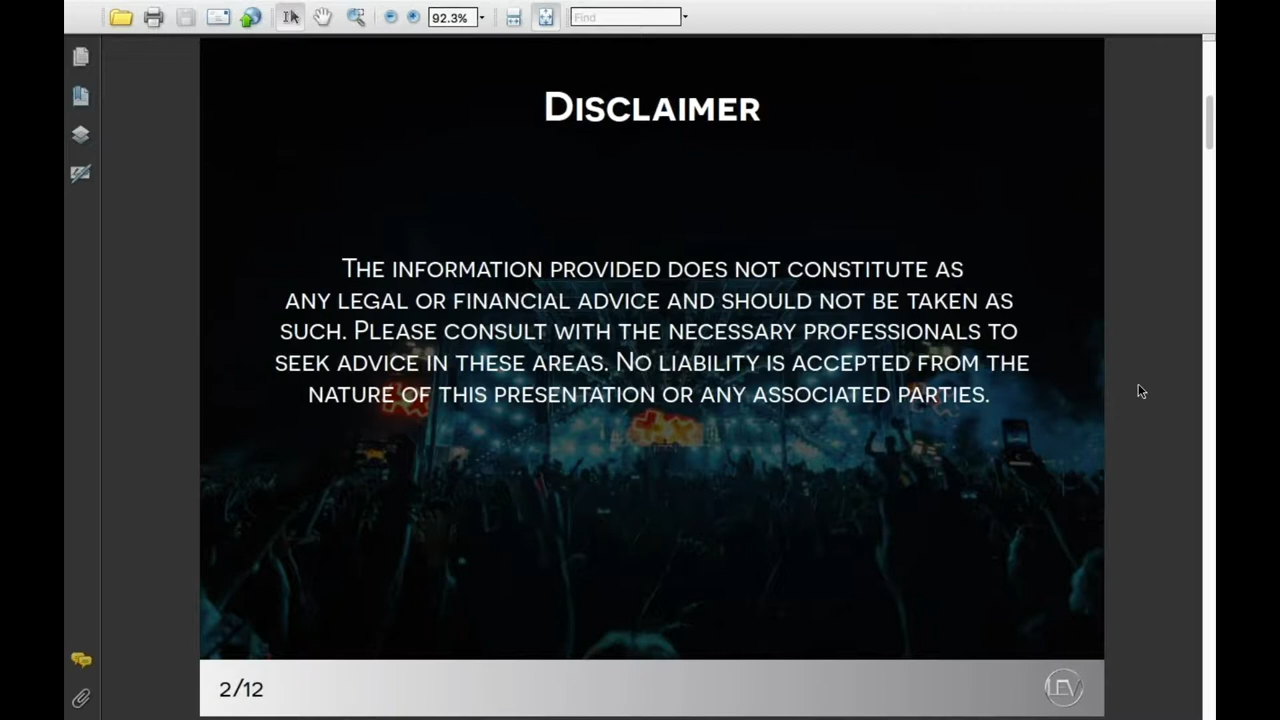 92.3%
Find
Disclaimer
The information provided does not constitute as
any legal or financial advice and should not be taken as
such. Please consult with the necessary professionals to
seek advice in these areas. No liability is accepted from the
nature of this presentation or any associated parties.
2/12
LEV